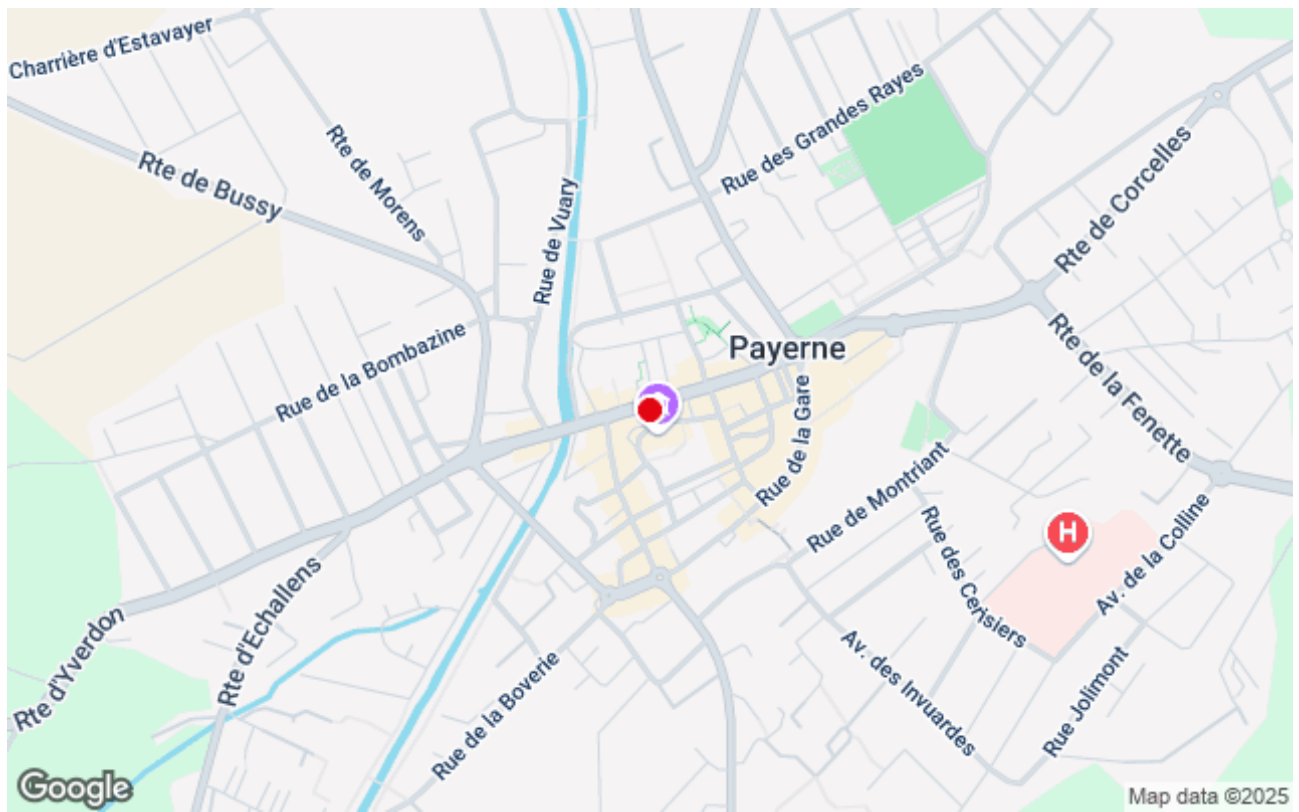 Charrière d'Estavayer
Rte de Morens
Rte de Bussy
Rue de Vuary
Rue des Grandes Rayes
Rte de Corcelles
Rue de la Bombazine
Payerne
Rte de la Fenette
Rue de la Gare
Rue de Montriant
Rue des Cerisiers
H
Av. de la Colline
Rte d'Yverdon
Rte d'Echallens
Rue de la Boverie
Av. des Invuardes
Rue Jolimont
Google
Map data ©2025